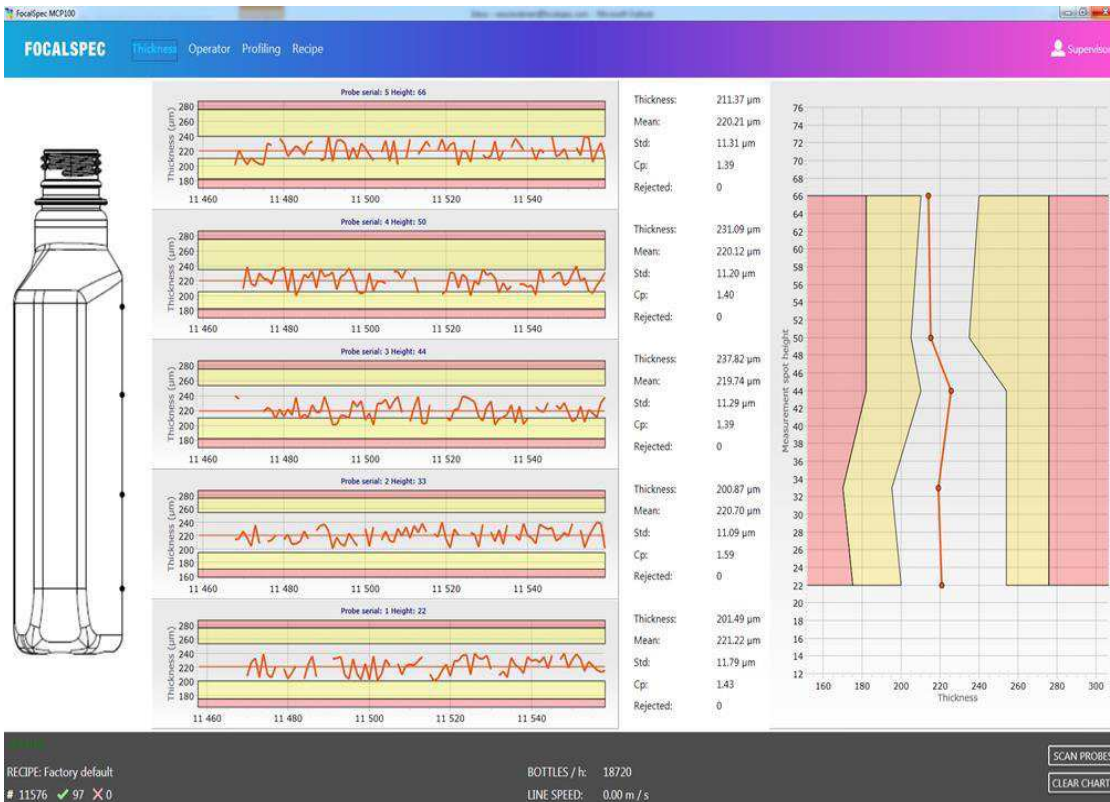 FocalSpec MCP100
FOCALSPEC Thickness Operator Profiling Recipe Supervisor
Probe serial: 5 Height: 66
Thickness (µm)
280
260
240
220
200
180
11 460 11 480 11 500 11 520 11 540
Thickness: 211.37 µm
Mean: 220.21 µm
Std: 11.31 µm
Cp: 1.39
Rejected: 0
Probe serial: 4 Height: 50
Thickness (µm)
280
260
240
220
200
180
11 460 11 480 11 500 11 520 11 540
Thickness: 231.09 µm
Mean: 220.12 µm
Std: 11.20 µm
Cp: 1.40
Rejected: 0
Probe serial: 3 Height: 44
Thickness (µm)
280
260
240
220
200
180
11 460 11 480 11 500 11 520 11 540
Thickness: 237.82 µm
Mean: 219.74 µm
Std: 11.29 µm
Cp: 1.39
Rejected: 0
Probe serial: 2 Height: 33
Thickness (µm)
280
260
240
220
200
180
160
11 460 11 480 11 500 11 520 11 540
Thickness: 200.87 µm
Mean: 220.70 µm
Std: 11.09 µm
Cp: 1.59
Rejected: 0
Probe serial: 1 Height: 22
Thickness (µm)
280
260
240
220
200
180
11 460 11 480 11 500 11 520 11 540
Thickness: 201.49 µm
Mean: 221.22 µm
Std: 11.79 µm
Cp: 1.43
Rejected: 0
Measurement spot height
76
74
72
70
68
66
64
62
60
58
56
54
52
50
48
46
44
42
40
38
36
34
32
30
28
26
24
22
20
18
16
14
12
160 180 200 220 240 260 280 300
Thickness
RECIPE: Factory default
# 11576 ✓ 97 X 0
BOTTLES / h: 18720
LINE SPEED: 0.00 m / s
SCAN PROBES
CLEAR CHART